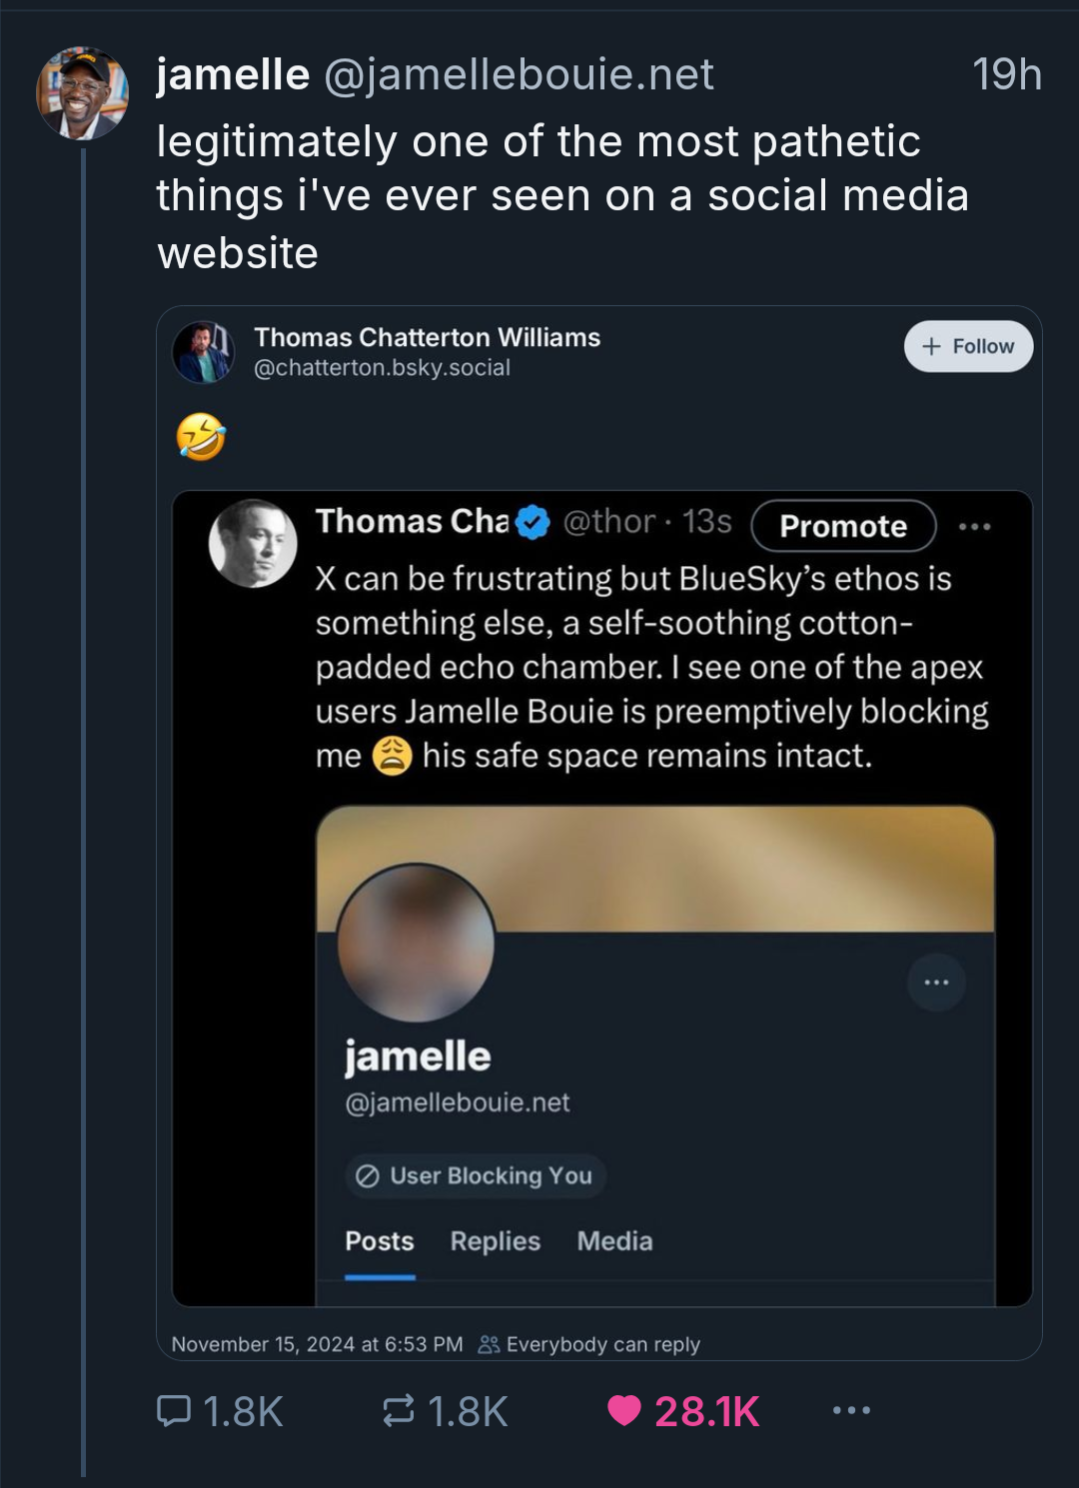 jamelle @jamellebouie.net 19h
legitimately one of the most pathetic
things i've ever seen on a social media
website
Thomas Chatterton Williams
@chatterton.bsky.social
+ Follow
🤣
Thomas Cha @thor · 13s Promote ...
X can be frustrating but BlueSky’s ethos is
something else, a self-soothing cotton-
padded echo chamber. I see one of the apex
users Jamelle Bouie is preemptively blocking
me 😩 his safe space remains intact.
...
jamelle
@jamellebouie.net
User Blocking You
Posts Replies Media
November 15, 2024 at 6:53 PM Everybody can reply
1.8K 1.8K 28.1K ...